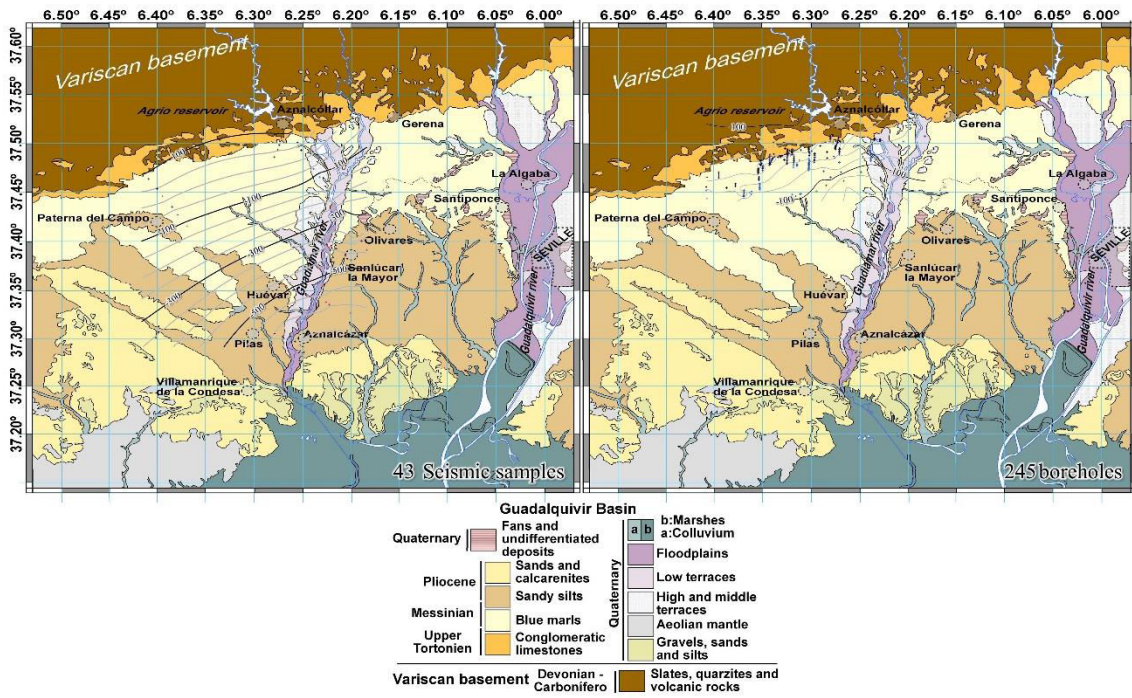 6.50° 6.45° 6.40° 6.35° 6.30° 6.25° 6.20° 6.15° 6.10° 6.05° 6.00°
37.60°
37.55°
37.50°
37.45°
37.40°
37.35°
37.30°
37.25°
37.20°
Variscan basement
Agrio reservoir
Aznalcóllar
Gerena
La Algaba
Santiponce
Paterna del Campo
Olivares
SEVILLE
Sanlúcar
la Mayor
Guadiamar river
Huévar
Guadalquivir river
Pilas
Aznalcázar
Villamanrique
de la Condesa
43 Seismic samples
6.50° 6.45° 6.40° 6.35° 6.30° 6.25° 6.20° 6.15° 6.10° 6.05° 6.00°
Variscan basement
Agrio reservoir
Aznalcóllar
100
Gerena
La Algaba
Santiponce
-100
Paterna del Campo
Olivares
SEVILLE
Sanlúcar
la Mayor
Guadiamar river
Huévar
Guadalquivir river
Pilas
Aznalcázar
Villamanrique
de la Condesa
245 boreholes
Guadalquivir Basin
Quaternary
Fans and
undifferentiated
deposits
Pliocene
Sands and
calcarenites
Sandy silts
Messinian
Blue marls
Upper
Tortonien
Conglomeratic
limestones
Quaternary
a b
b:Marshes
a:Colluvium
Floodplains
Low terraces
High and middle
terraces
Aeolian mantle
Gravels, sands
and silts
Variscan basement
Devonian -
Carbonífero
Slates, quarzites and
volcanic rocks